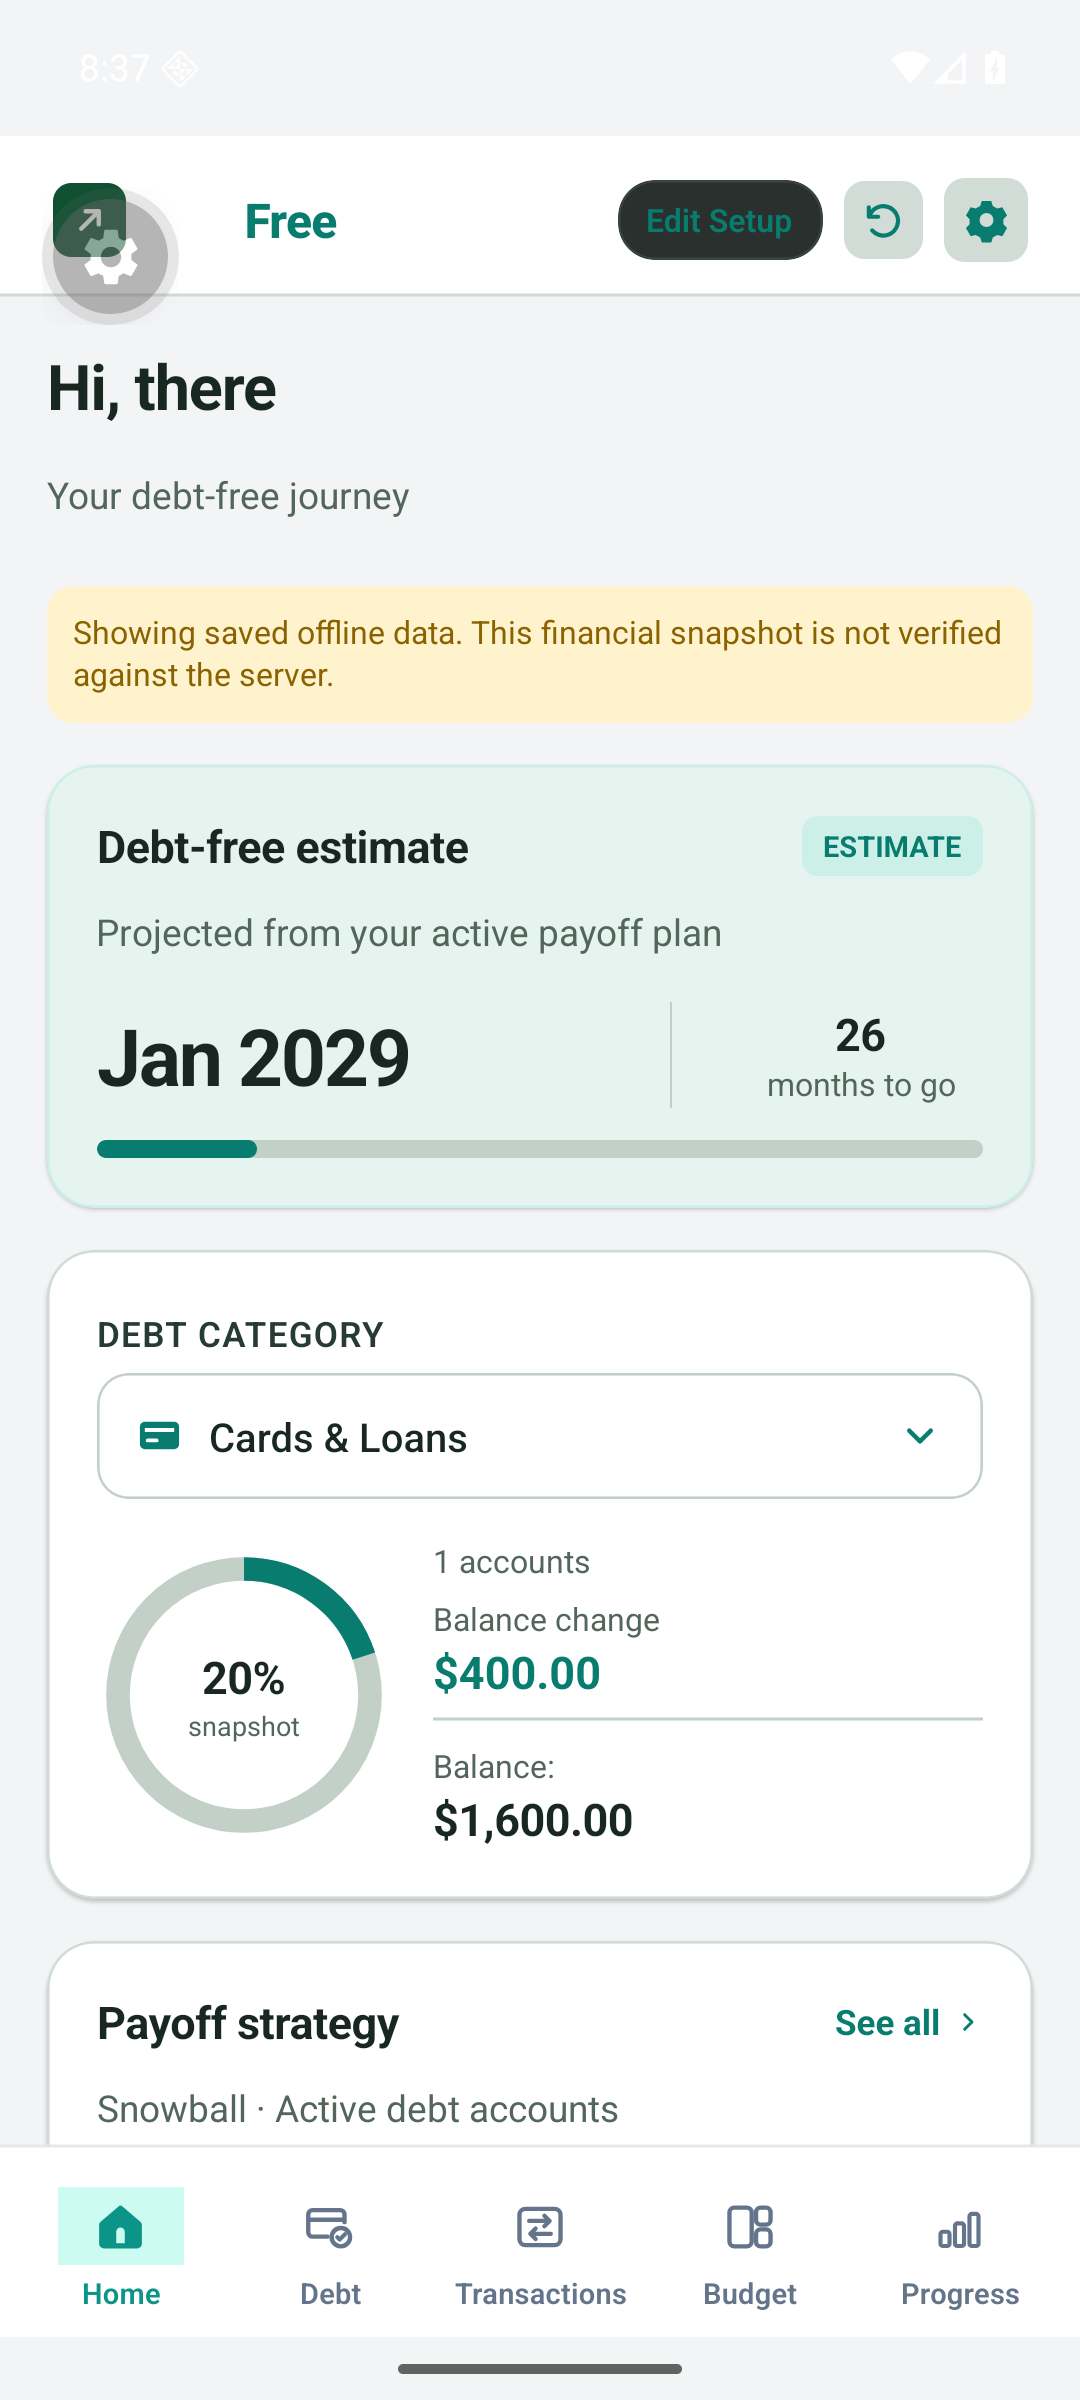 8:37
Free
Edit Setup
Hi, there
Your debt-free journey
Showing saved offline data. This financial snapshot is not verified
against the server.
Debt-free estimate
ESTIMATE
Projected from your active payoff plan
Jan 2029
26
months to go
DEBT CATEGORY
Cards & Loans
20%
snapshot
1 accounts
Balance change
$400.00
Balance:
$1,600.00
Payoff strategy
See all
Snowball · Active debt accounts
Home
Debt
Transactions
Budget
Progress